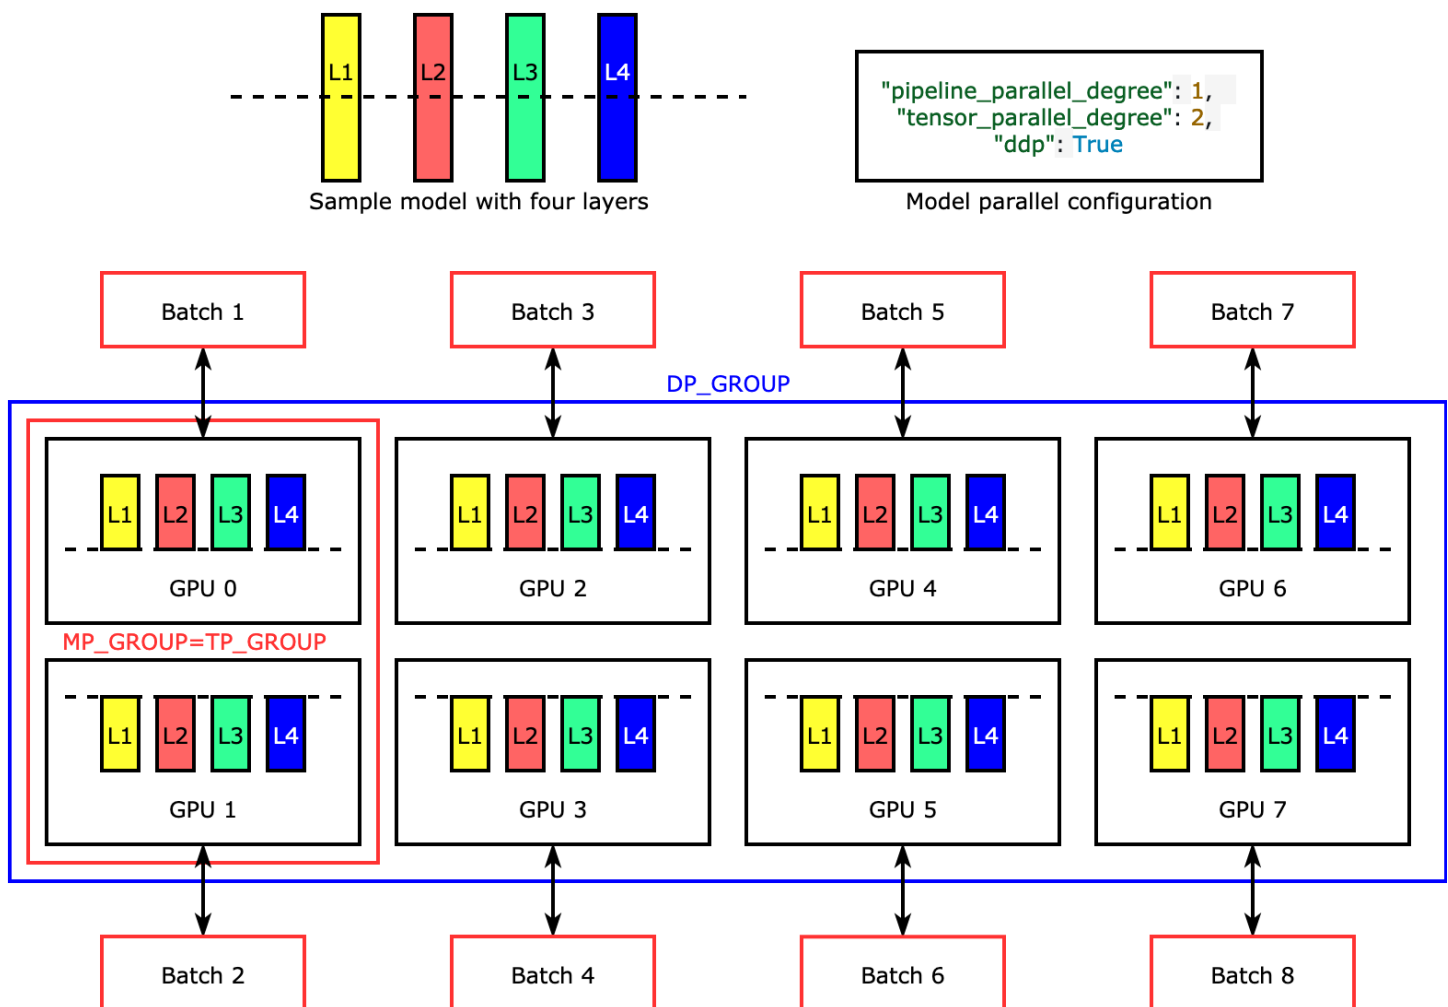 L1 L2 L3 L4
Sample model with four layers
"pipeline_parallel_degree": 1,
"tensor_parallel_degree": 2,
"ddp": True
Model parallel configuration
Batch 1 Batch 3 Batch 5 Batch 7
DP_GROUP
L1 L2 L3 L4 L1 L2 L3 L4 L1 L2 L3 L4 L1 L2 L3 L4
GPU 0 GPU 2 GPU 4 GPU 6
MP_GROUP=TP_GROUP
L1 L2 L3 L4 L1 L2 L3 L4 L1 L2 L3 L4 L1 L2 L3 L4
GPU 1 GPU 3 GPU 5 GPU 7
Batch 2 Batch 4 Batch 6 Batch 8